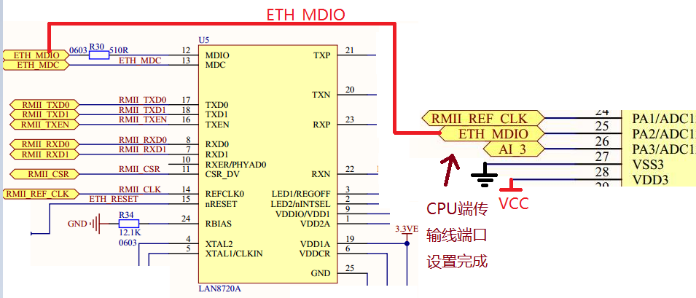 ETH_MDIO
U5
ETH_MDIO 0603 R30 510R 12 MDIO TXP 21
ETH_MDC ETH_MDC 13 MDC
TXN 20
RMII_TXD0 RMII_TXD0 17 TXD0
RMII_TXD1 RMII_TXD1 18 TXD1
RMII_TXEN RMII_TXEN 16 TXEN RXP 23
RMII_RXD0 RMII_RXD0 8 RXD0
RMII_RXD1 RMII_RXD1 7 RXD1
10 RXER/PHYAD0
RMII_CSR RMII_CSR 11 CSR_DV RXN 22
RMII_REF_CLK RMII_CLK 14 REFCLK0 LED1/REGOFF 3
ETH_RESET 15 nRESET LED2/nINTSEL 2
VDDIO/VDD1 9
GND R34 24 RBIAS VDD2A 1
12.1K
0603
3.3VE
4 XTAL2 VDD1A 19
5 XTAL1/CLKIN VDDCR 6
GND 25
LAN8720A
24
RMII_REF_CLK 25 PA1/ADC1
ETH_MDIO 26 PA2/ADC1
AI_3 27 PA3/ADC1
28 VSS3
VDD3
29
VCC
CPU端传
输线端口
设置完成